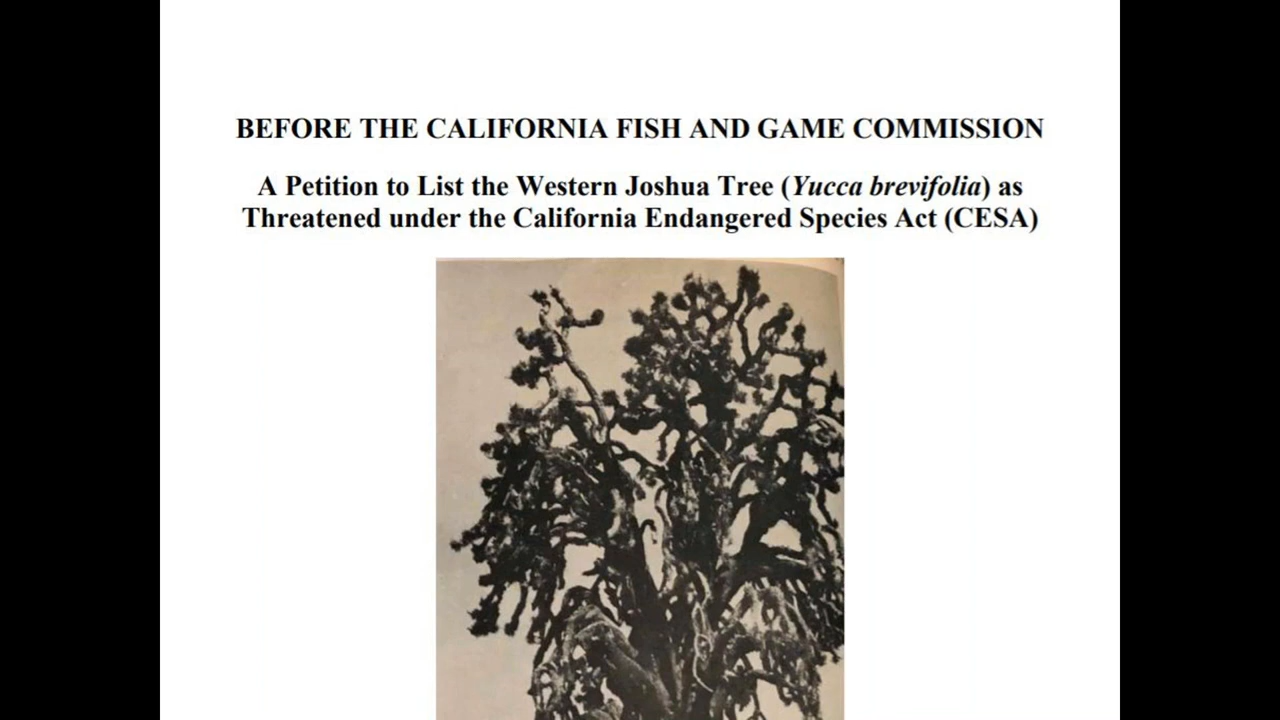 BEFORE THE CALIFORNIA FISH AND GAME COMMISSION
A Petition to List the Western Joshua Tree (Yucca brevifolia) as
Threatened under the California Endangered Species Act (CESA)